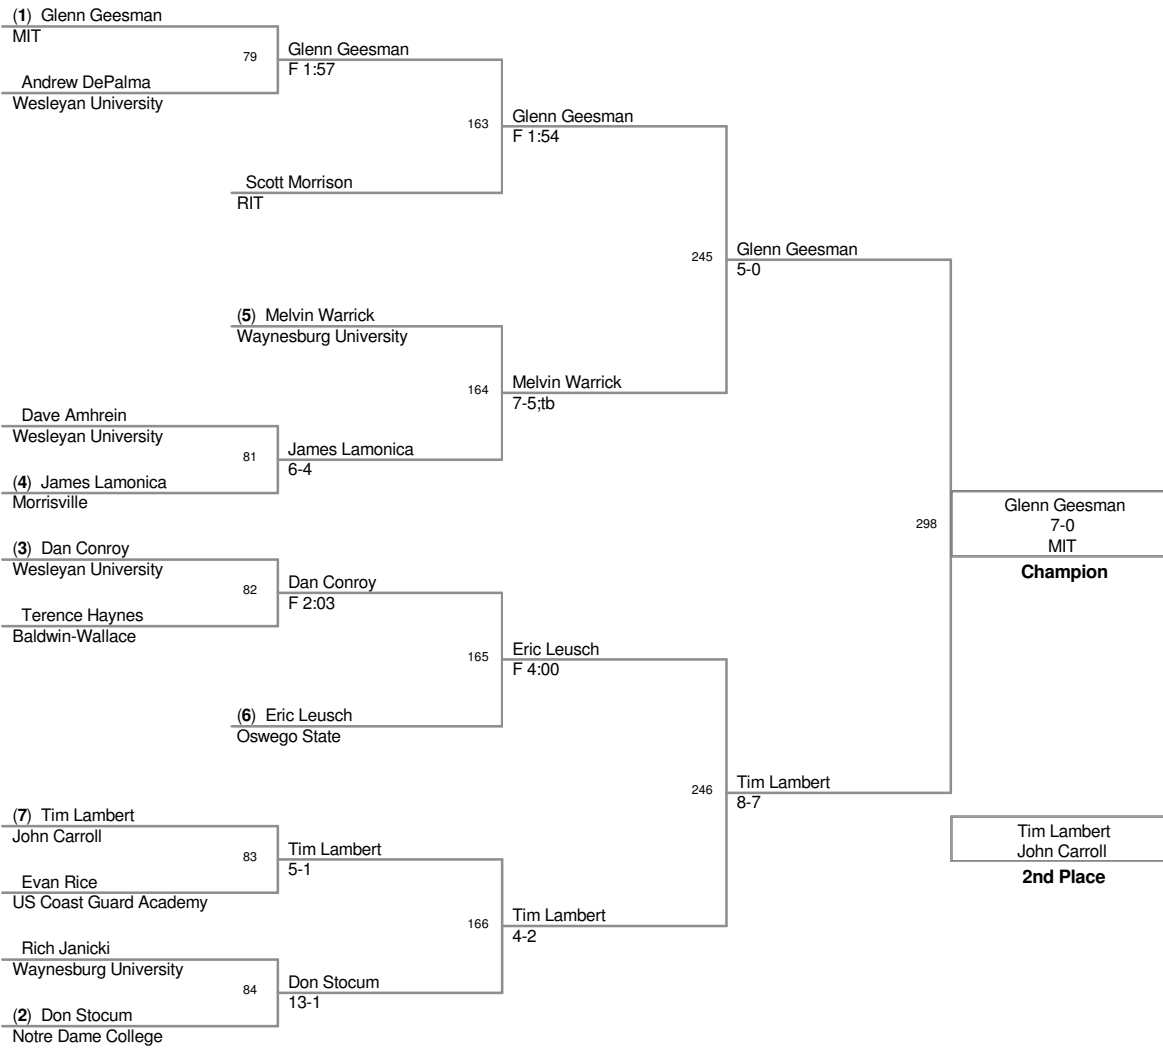 (1) Glenn Geesman
MIT
79
Glenn Geesman
F 1:57
Andrew DePalma
Wesleyan University
163
Glenn Geesman
F 1:54
Scott Morrison
RIT
245
Glenn Geesman
5-0
(5) Melvin Warrick
Waynesburg University
164
Melvin Warrick
7-5;tb
Dave Amhrein
Wesleyan University
81
James Lamonica
6-4
(4) James Lamonica
Morrisville
298
Glenn Geesman
7-0
MIT
Champion
(3) Dan Conroy
Wesleyan University
82
Dan Conroy
F 2:03
Terence Haynes
Baldwin-Wallace
165
Eric Leusch
F 4:00
(6) Eric Leusch
Oswego State
246
Tim Lambert
8-7
(7) Tim Lambert
John Carroll
83
Tim Lambert
5-1
Evan Rice
US Coast Guard Academy
166
Tim Lambert
4-2
Rich Janicki
Waynesburg University
84
Don Stocum
13-1
(2) Don Stocum
Notre Dame College
Tim Lambert
John Carroll
2nd Place